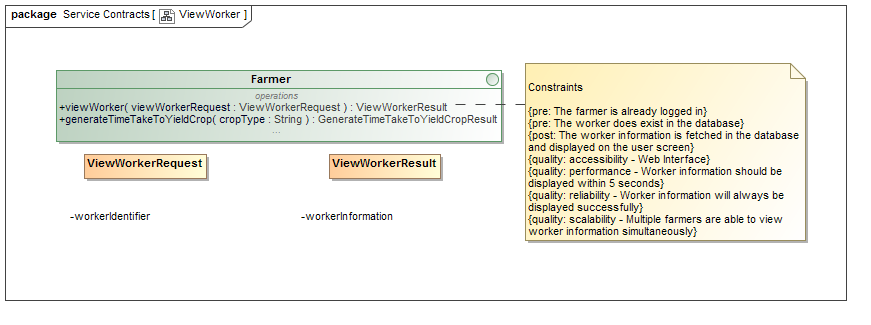 package Service Contracts [ ViewWorker ]
Farmer
operations
+viewWorker( viewWorkerRequest : ViewWorkerRequest ) : ViewWorkerResult
+generateTimeTakeToYieldCrop( cropType : String ) : GenerateTimeTakeToYieldCropResult
...
ViewWorkerRequest
ViewWorkerResult
-workerIdentifier
-workerInformation
Constraints
{pre: The farmer is already logged in}
{pre: The worker does exist in the database}
{post: The worker information is fetched in the database
and displayed on the user screen}
{quality: accessibility - Web Interface}
{quality: performance - Worker information should be
displayed within 5 seconds}
{quality: reliability - Worker information will always be
displayed successfully}
{quality: scalability - Multiple farmers are able to view
worker information simultaneously}